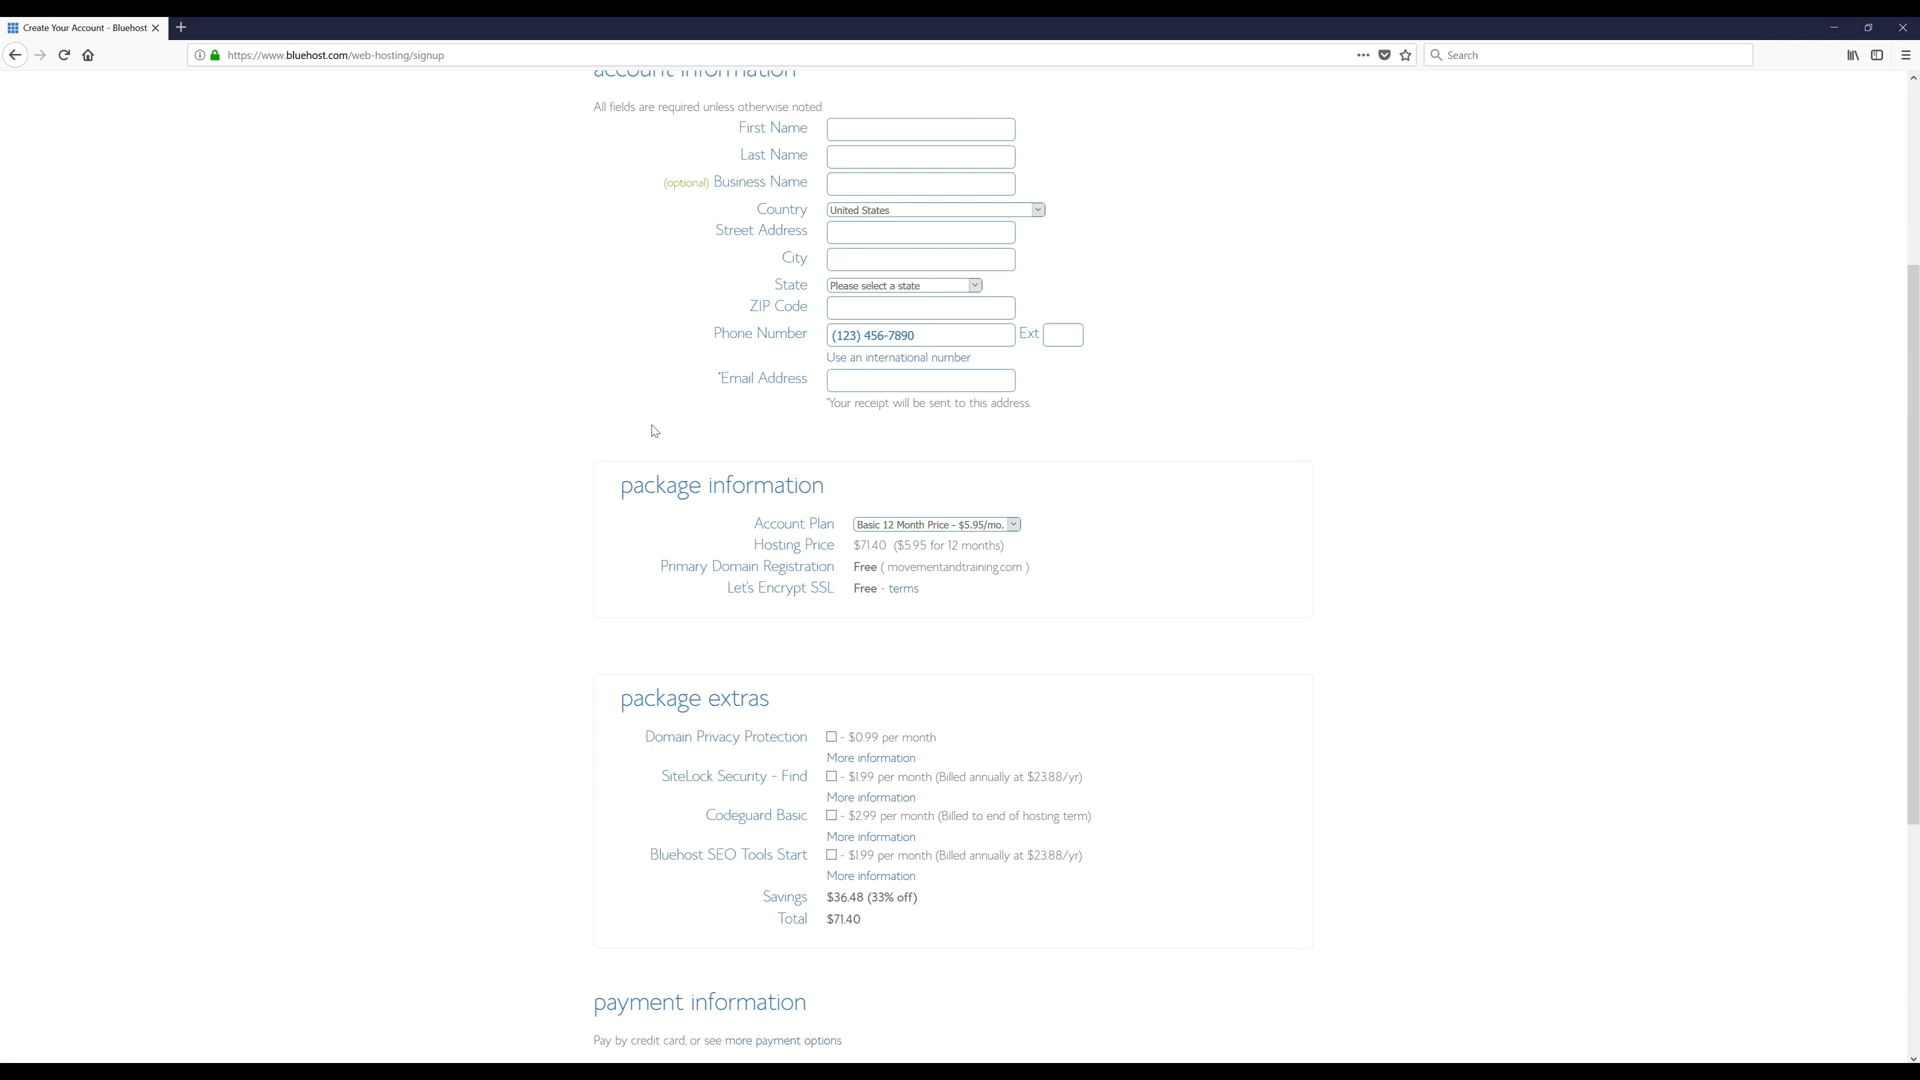 Create Your Account - Bluehost
https://www.bluehost.com/web-hosting/signup
Search
account information
All fields are required unless otherwise noted.
First Name
Last Name
(optional) Business Name
Country United States
Street Address
City
State Please select a state
ZIP Code
Phone Number (123) 456-7890 Ext
Use an international number
*Email Address
*Your receipt will be sent to this address.
package information
Account Plan Basic 12 Month Price - $5.95/mo.
Hosting Price $71.40 ($5.95 for 12 months)
Primary Domain Registration Free ( movementandtraining.com )
Let's Encrypt SSL Free - terms
package extras
Domain Privacy Protection - $0.99 per month
More information
SiteLock Security - Find - $1.99 per month (Billed annually at $23.88/yr)
More information
Codeguard Basic - $2.99 per month (Billed to end of hosting term)
More information
Bluehost SEO Tools Start - $1.99 per month (Billed annually at $23.88/yr)
More information
Savings $36.48 (33% off)
Total $71.40
payment information
Pay by credit card, or see more payment options